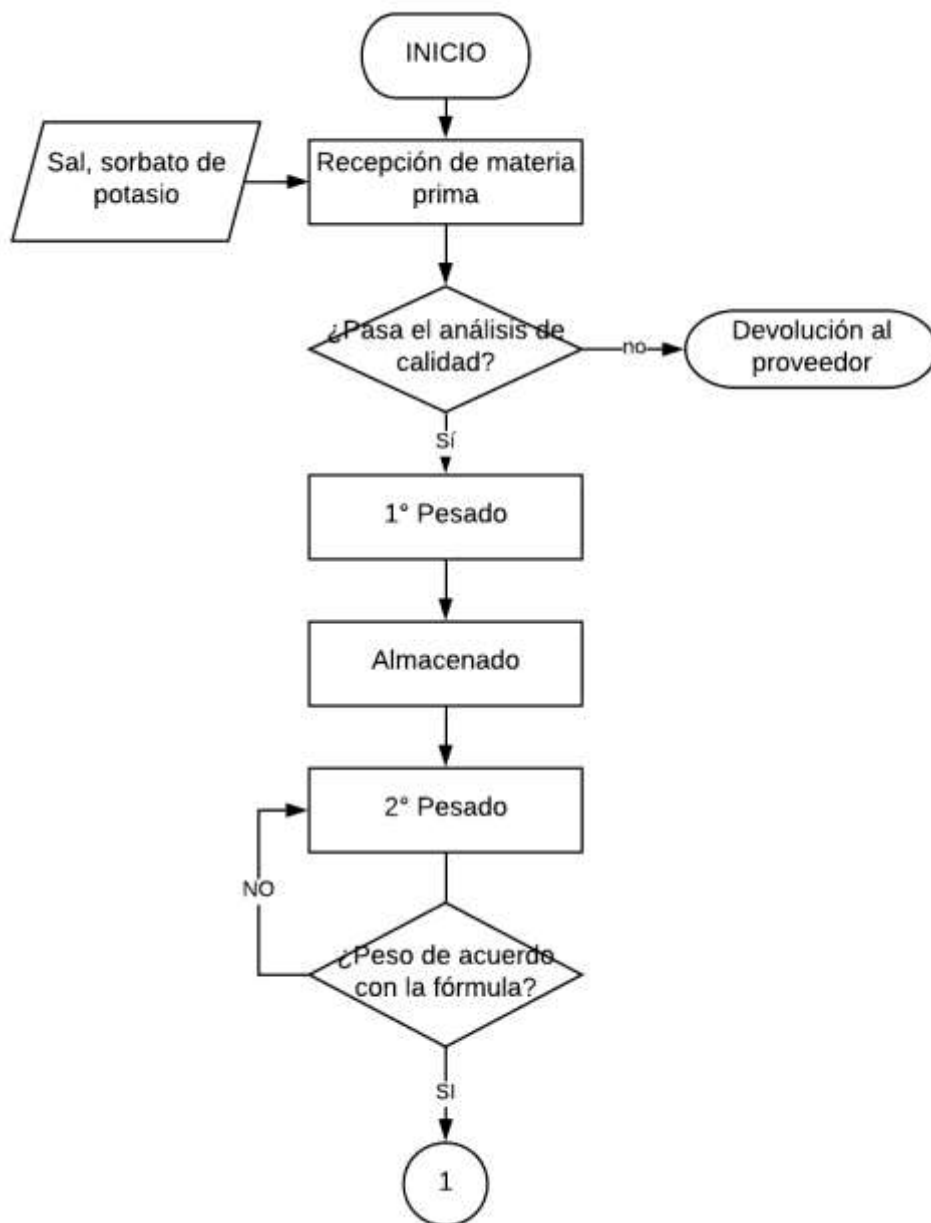 INICIO
Sal, sorbato de
potasio
Recepción de materia
prima
¿Pasa el análisis de
calidad?
no
Devolución al
proveedor
Sí
1° Pesado
Almacenado
2° Pesado
NO
¿Peso de acuerdo
con la fórmula?
SI
1